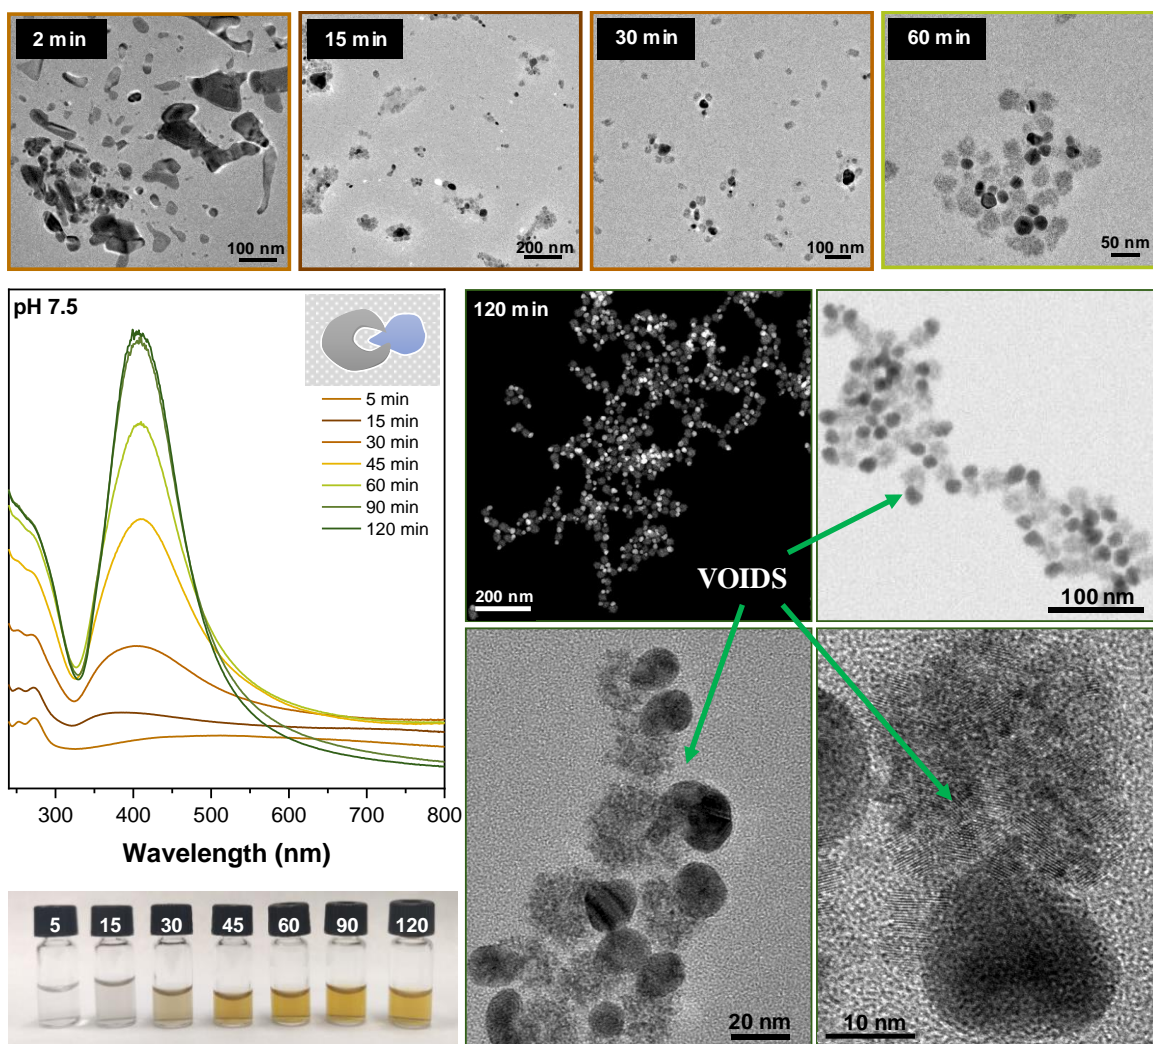 2 min
100 nm
15 min
200 nm
30 min
100 nm
60 min
50 nm
pH 7.5
5 min
15 min
30 min
45 min
60 min
90 min
120 min
300 400 500 600 700 800
Wavelength (nm)
5 15 30 45 60 90 120
120 min
200 nm
VOIDS
100 nm
20 nm
10 nm